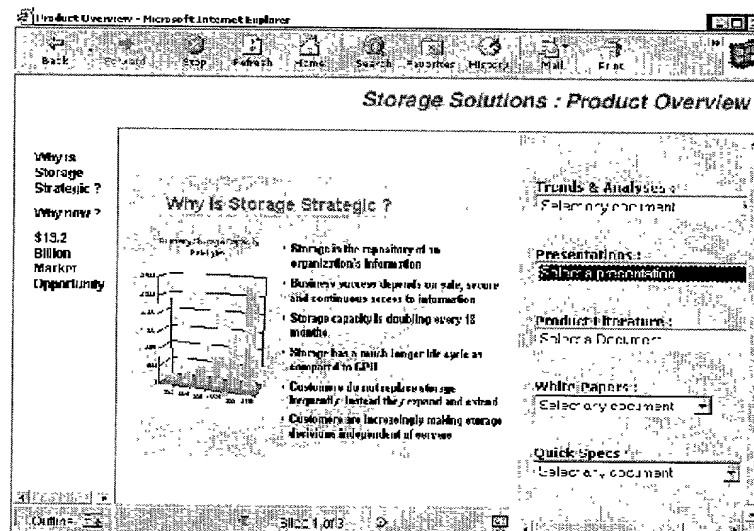 Product Overview - Microsoft Internet Explorer
Back Forward Stop Refresh Home Search Favorites History Mail Print
Storage Solutions : Product Overview
Why is
Storage
Strategic ?
Why now ?
$13.2
Billion
Market
Opportunity
Why Is Storage Strategic ?
• Storage is the repository of an
organization's information
• Business success depends on safe, secure
and continuous access to information
• Storage capacity is doubling every 18
months.
• Storage has a much longer life cycle as
compared to CPU
• Customers do not replace storage
frequently. Instead they expand and extend
• Customers are increasingly making storage
decisions independent of servers
Trends & Analyses :
Select any document
Presentations :
Select a presentation
Product Literature :
Select a Document
White Papers :
Select any document
Quick Specs :
Select any document
Outline
Slide 1 of 3